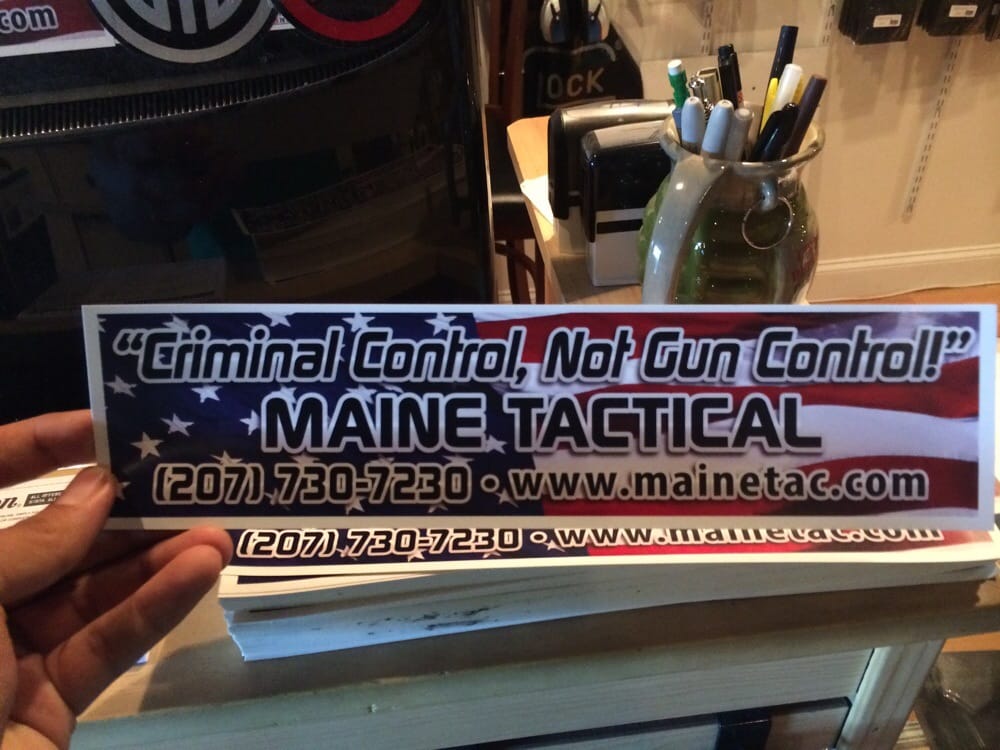 .com
LOCK
"Criminal Control, Not Gun Control!"
MAINE TACTICAL
(207) 730-7230 • www.mainetac.com
(207) 730-7230 • www.mainetac.com